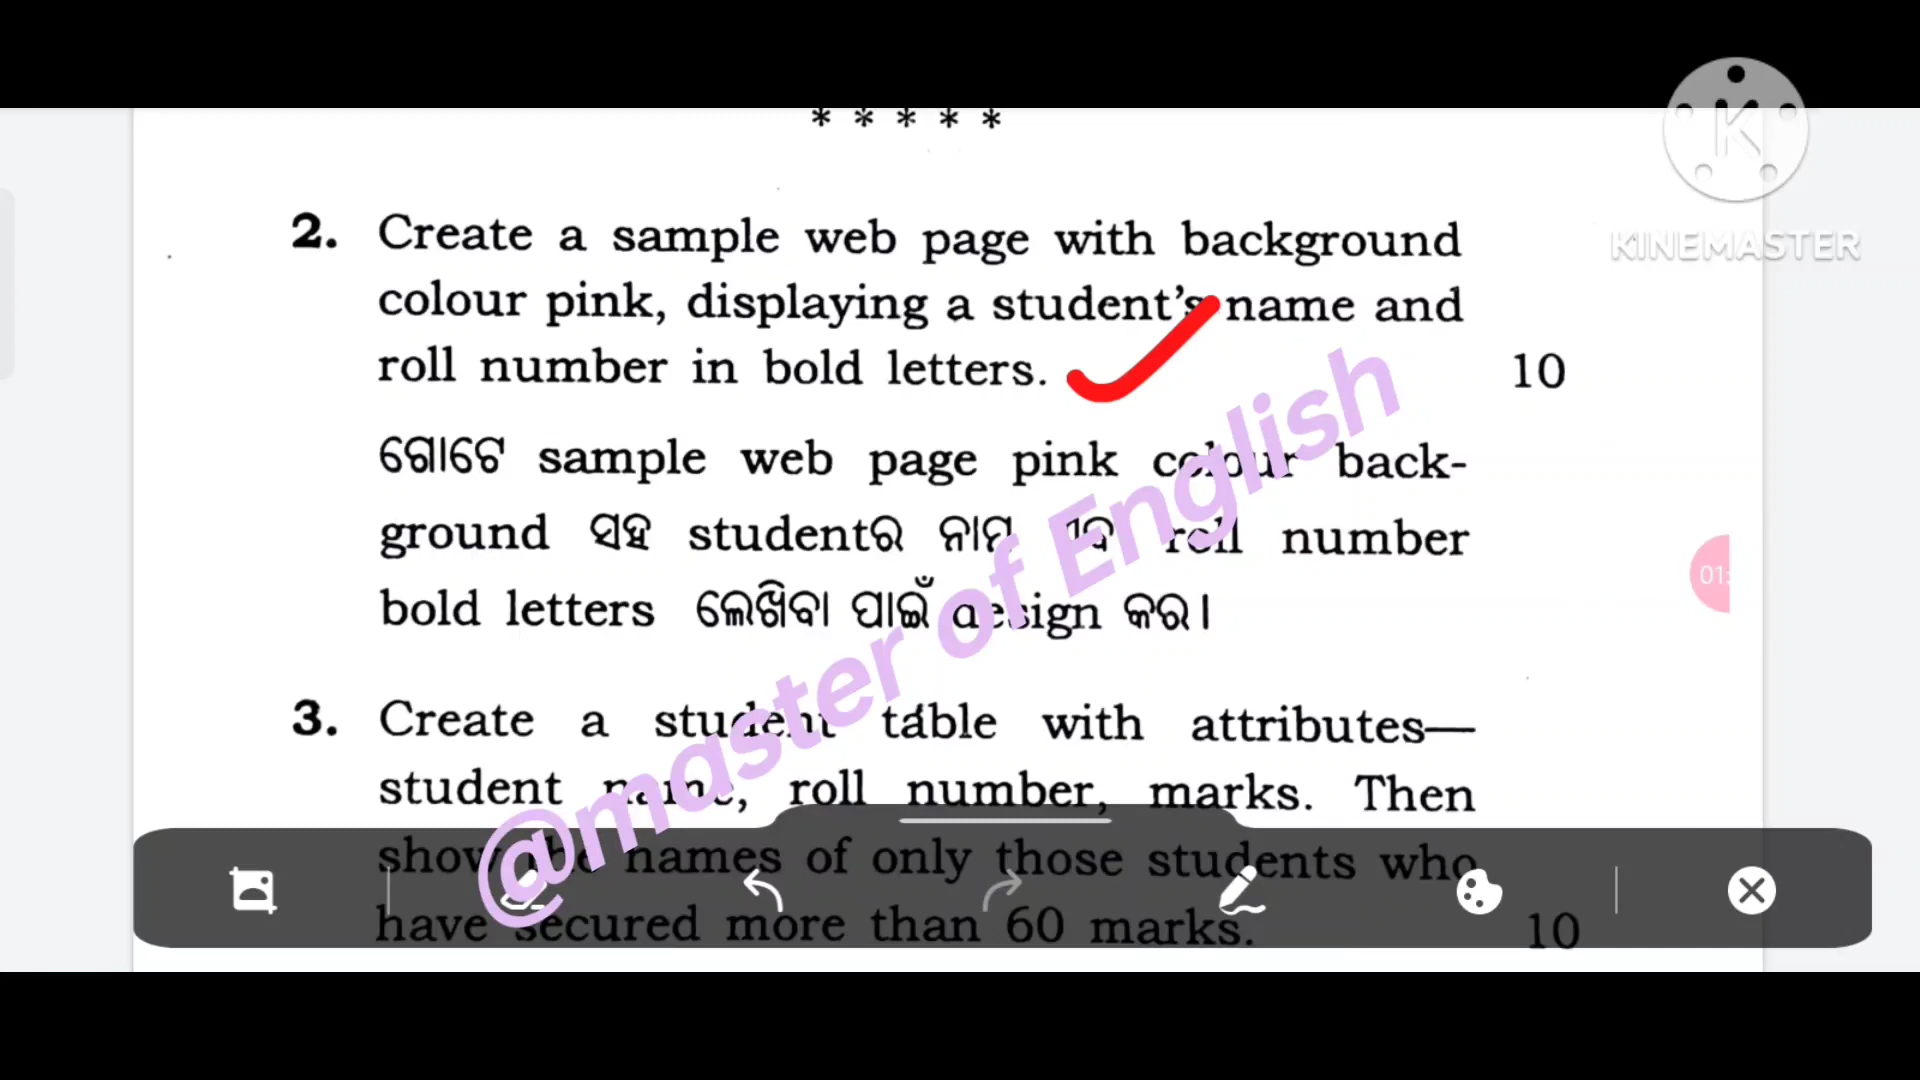 * * * * *
KINEMASTER
2. Create a sample web page with background
colour pink, displaying a student's name and
roll number in bold letters. 10
ଗୋଟେ sample web page pink colour back-
ground ସହ studentର ନାମ ଏବଂ roll number
bold letters ଲେଖିବା ପାଇଁ design କର।
01:
3. Create a student table with attributes—
student name, roll number, marks. Then
show the names of only those students who
have secured more than 60 marks. 10
@master of English